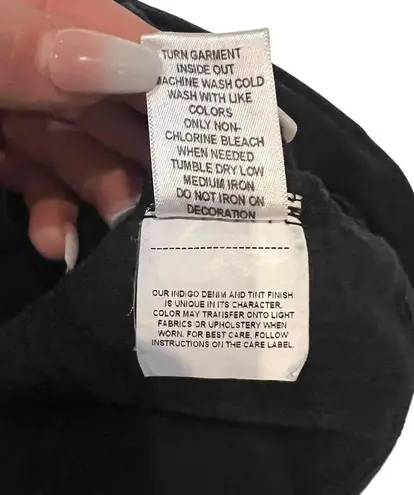 TURN GARMENT
INSIDE OUT
MACHINE WASH COLD
WASH WITH LIKE
COLORS
ONLY NON-
CHLORINE BLEACH
WHEN NEEDED
TUMBLE DRY LOW
MEDIUM IRON
DO NOT IRON ON
DECORATION
OUR INDIGO DENIM AND TINT FINISH
IS UNIQUE IN ITS CHARACTER.
COLOR MAY TRANSFER ONTO LIGHT
FABRICS OR UPHOLSTERY WHEN
WORN. FOR BEST CARE, FOLLOW
INSTRUCTIONS ON THE CARE LABEL.